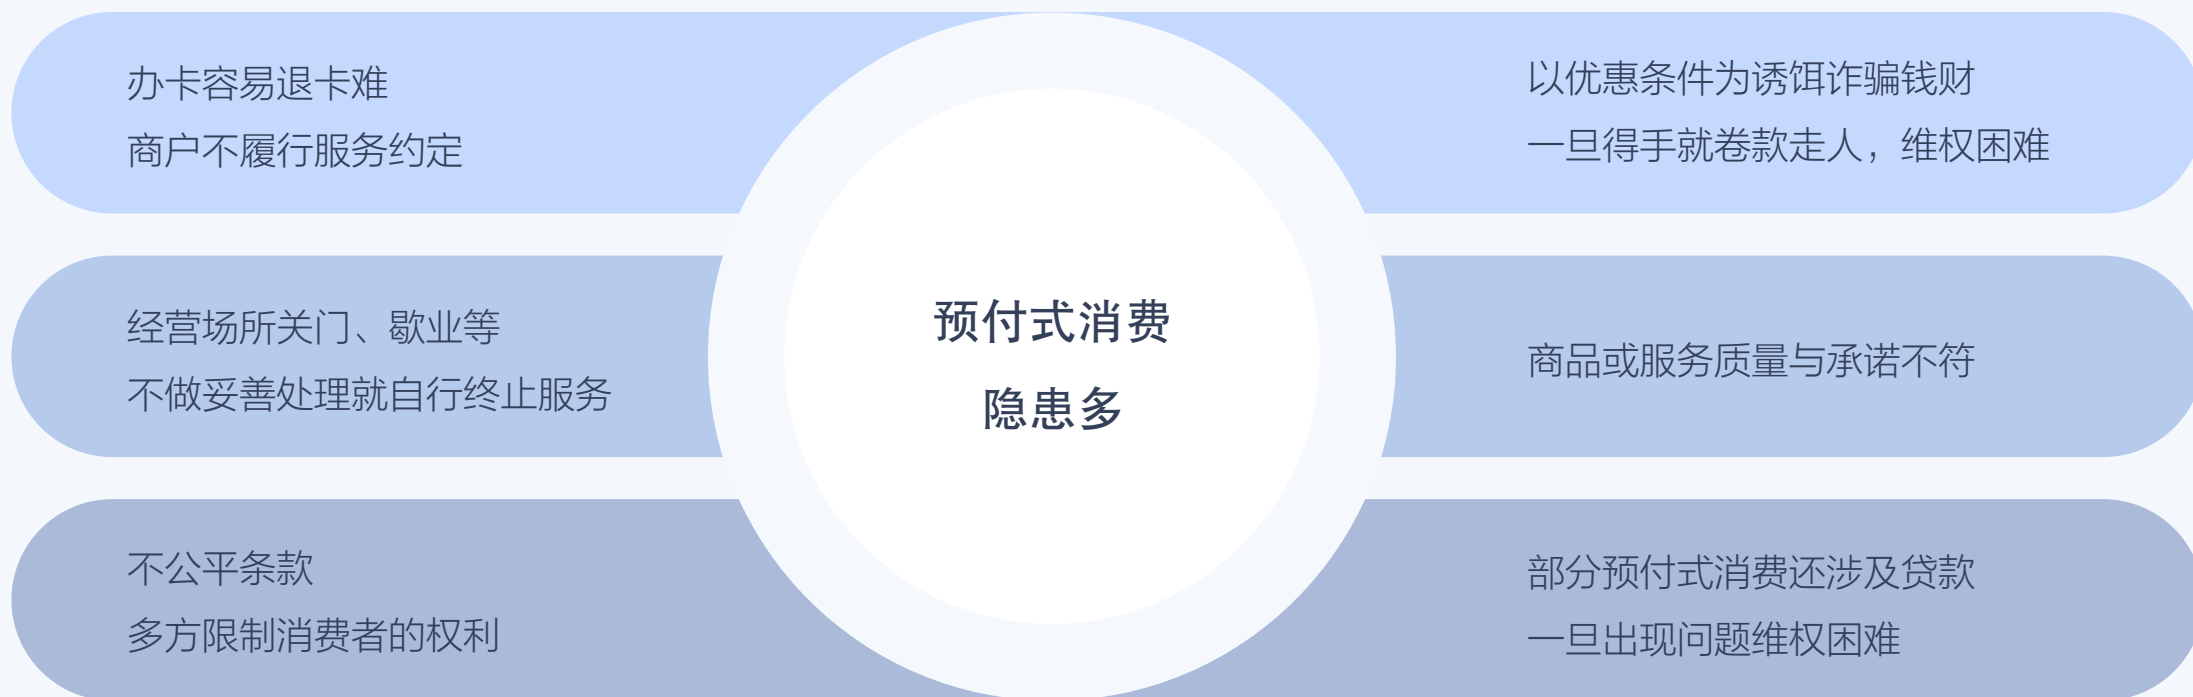 办卡容易退卡难
商户不履行服务约定
以优惠条件为诱饵诈骗钱财
一旦得手就卷款走人，维权困难
经营场所关门、歇业等
不做妥善处理就自行终止服务
预付式消费
隐患多
商品或服务质量与承诺不符
不公平条款
多方限制消费者的权利
部分预付式消费还涉及贷款
一旦出现问题维权困难